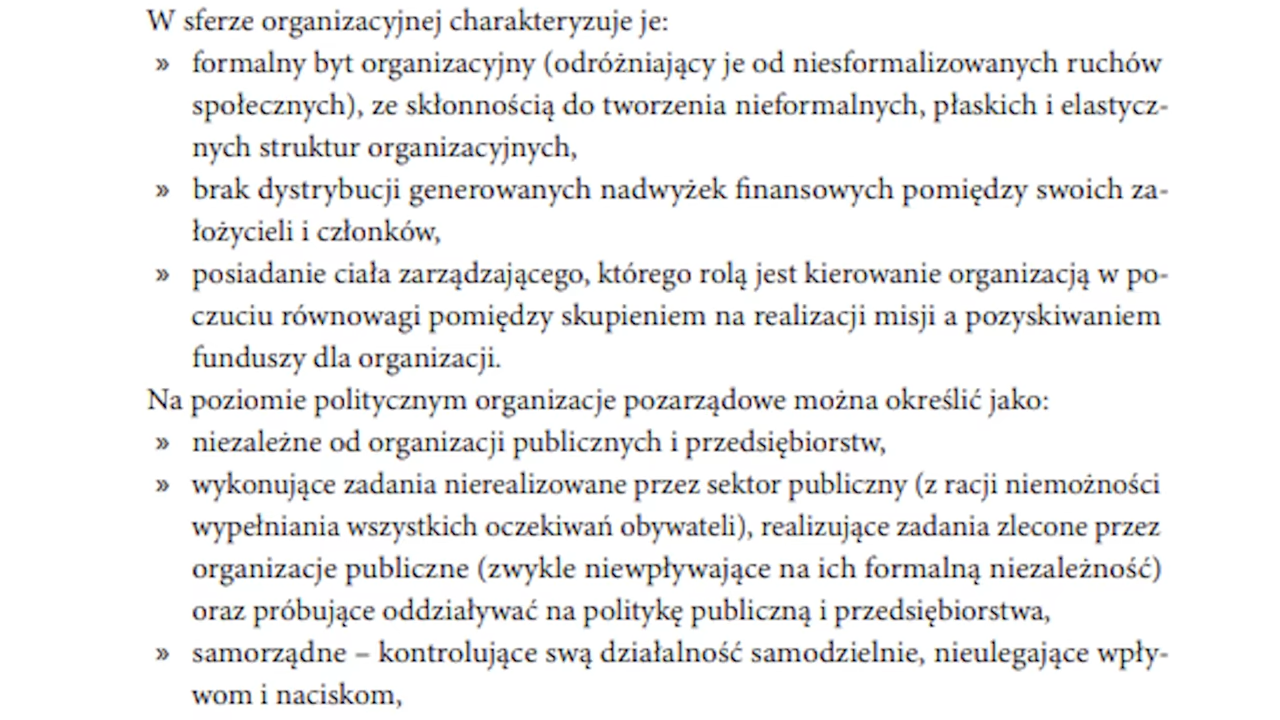 W sferze organizacyjnej charakteryzuje je:
» formalny byt organizacyjny (odróżniający je od niesformalizowanych ruchów
społecznych), ze skłonnością do tworzenia nieformalnych, płaskich i elastycz-
nych struktur organizacyjnych,
» brak dystrybucji generowanych nadwyżek finansowych pomiędzy swoich za-
łożycieli i członków,
» posiadanie ciała zarządzającego, którego rolą jest kierowanie organizacją w po-
czuciu równowagi pomiędzy skupieniem na realizacji misji a pozyskiwaniem
funduszy dla organizacji.
Na poziomie politycznym organizacje pozarządowe można określić jako:
» niezależne od organizacji publicznych i przedsiębiorstw,
» wykonujące zadania nierealizowane przez sektor publiczny (z racji niemożności
wypełniania wszystkich oczekiwań obywateli), realizujące zadania zlecone przez
organizacje publiczne (zwykle niewpływające na ich formalną niezależność)
oraz próbujące oddziaływać na politykę publiczną i przedsiębiorstwa,
» samorządne – kontrolujące swą działalność samodzielnie, nieulegające wpły-
wom i naciskom,